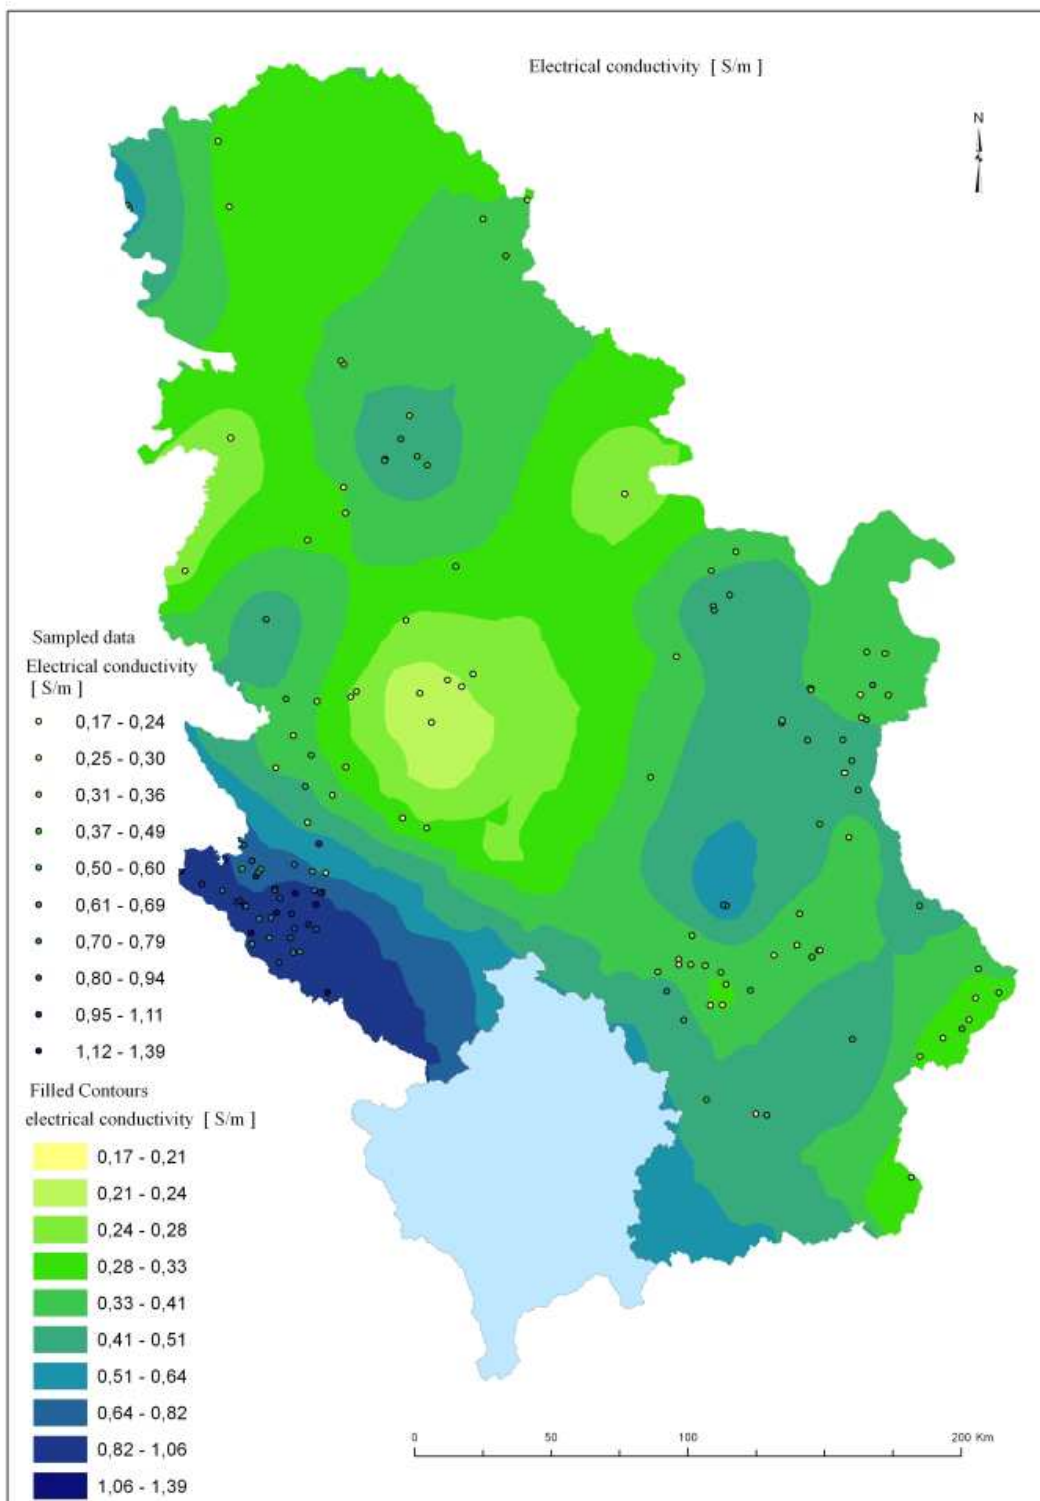 Electrical conductivity [ S/m ]
N
Sampled data
Electrical conductivity
[ S/m ]
0,17 - 0,24
0,25 - 0,30
0,31 - 0,36
0,37 - 0,49
0,50 - 0,60
0,61 - 0,69
0,70 - 0,79
0,80 - 0,94
0,95 - 1,11
1,12 - 1,39
Filled Contours
electrical conductivity [ S/m ]
0,17 - 0,21
0,21 - 0,24
0,24 - 0,28
0,28 - 0,33
0,33 - 0,41
0,41 - 0,51
0,51 - 0,64
0,64 - 0,82
0,82 - 1,06
1,06 - 1,39
0 50 100 200 Km